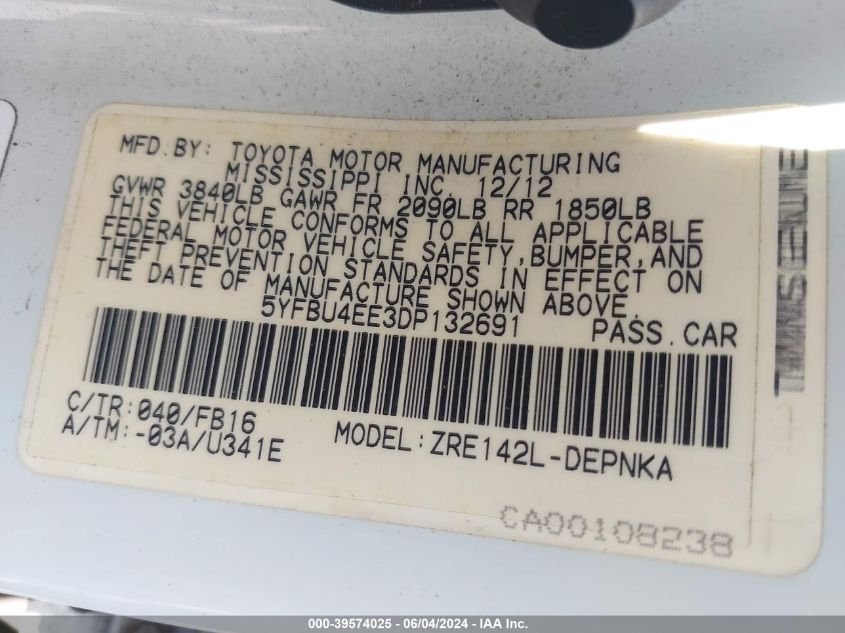 MFD.BY: TOYOTA MOTOR MANUFACTURING
MISSISSIPPI INC. 12/12
GVWR 3840LB GAWR FR 2090LB RR 1850LB
THIS VEHICLE CONFORMS TO ALL APPLICABLE
FEDERAL MOTOR VEHICLE SAFETY,BUMPER,AND
THEFT PREVENTION STANDARDS IN EFFECT ON
THE DATE OF MANUFACTURE SHOWN ABOVE.
5YFBU4EE3DP132691 PASS.CAR
C/TR:040/FB16
A/TM:-03A/U341E MODEL:ZRE142L-DEPNKA
CA00108238
000-39574025 - 06/04/2024 - IAA Inc.